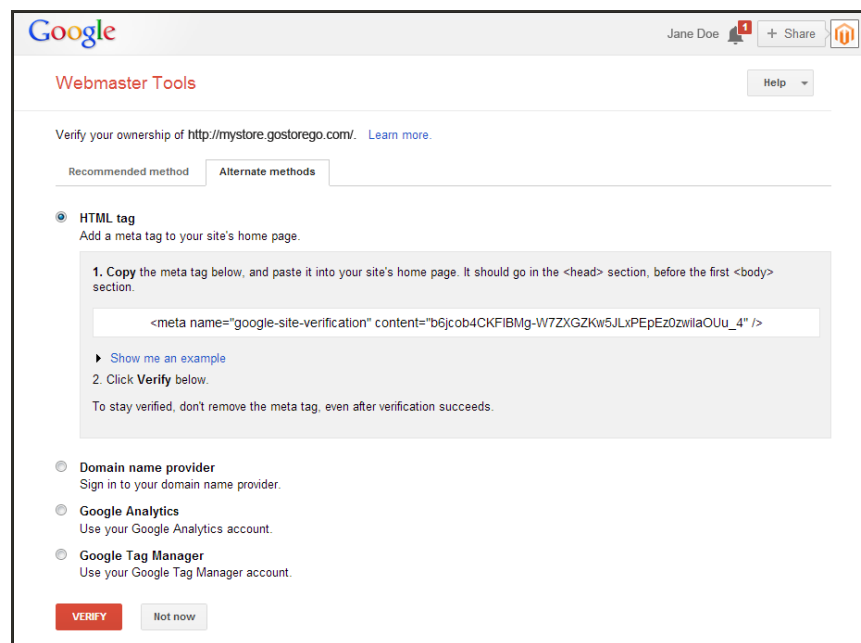 Google
Jane Doe 1 + Share
Webmaster Tools
Help
Verify your ownership of http://mystore.gostorego.com/. Learn more.
Recommended method Alternate methods
HTML tag
Add a meta tag to your site's home page.
1. Copy the meta tag below, and paste it into your site's home page. It should go in the <head> section, before the first <body>
section.
<meta name="google-site-verification" content="b6jcob4CKFIBMg-W7ZXGZKw5JLxPEpEz0zwilaOUu_4" />
Show me an example
2. Click Verify below.
To stay verified, don't remove the meta tag, even after verification succeeds.
Domain name provider
Sign in to your domain name provider.
Google Analytics
Use your Google Analytics account.
Google Tag Manager
Use your Google Tag Manager account.
VERIFY Not now